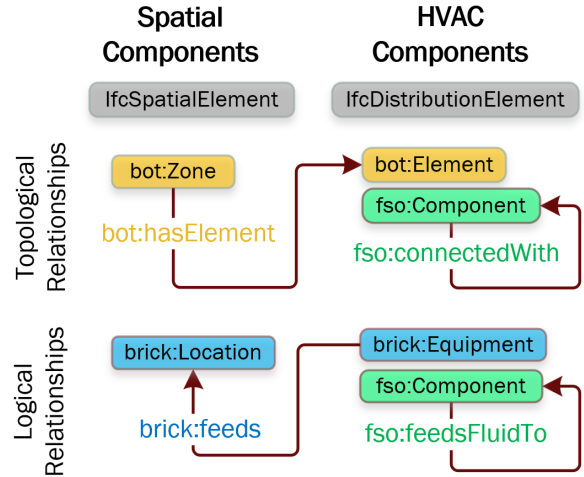 Spatial
Components
HVAC
Components
IfcSpatialElement
IfcDistributionElement
Topological
Relationships
bot:Zone
bot:Element
fso:Component
bot:hasElement
fso:connectedWith
Logical
Relationships
brick:Location
brick:Equipment
fso:Component
brick:feeds
fso:feedsFluidTo